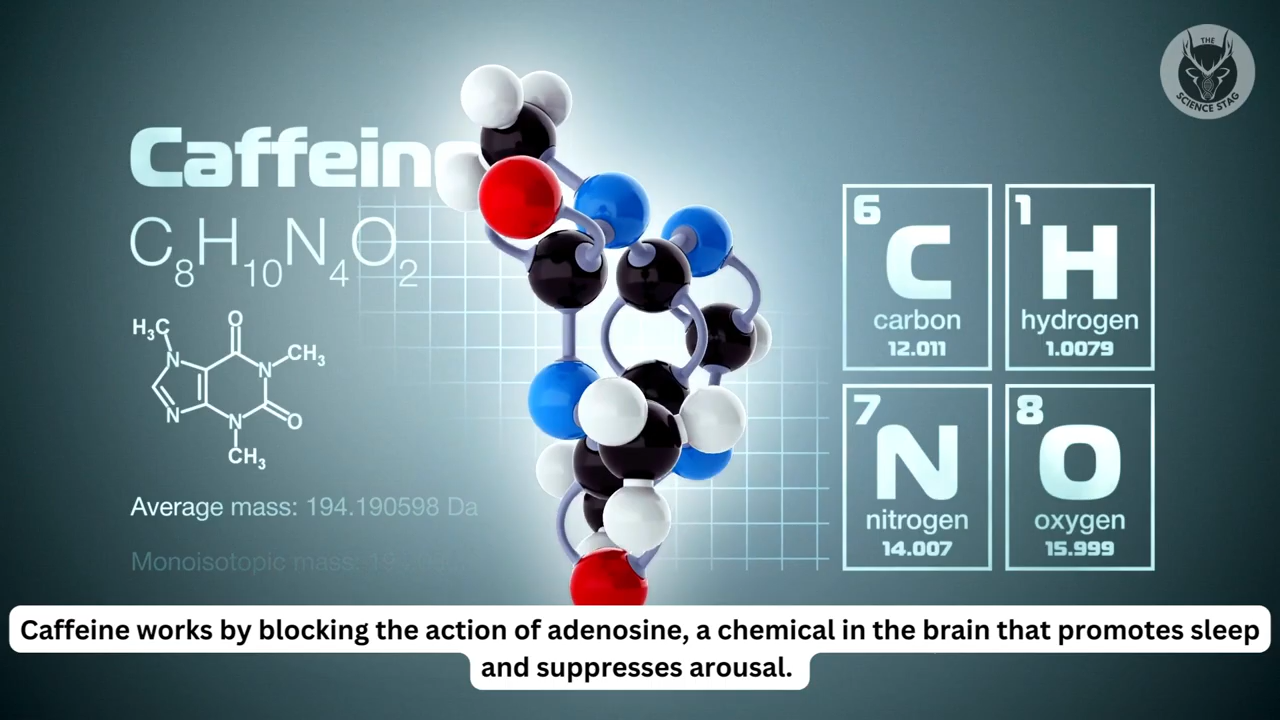 THE
SCIENCE STAG
Caffeine
C8H10N4O2
H3C
O
N
N
CH3
N
N
O
CH3
Average mass: 194.190598 Da
Monoisotopic mass:
6
C
carbon
12.011
1
H
hydrogen
1.0079
7
N
nitrogen
14.007
8
O
oxygen
15.999
Caffeine works by blocking the action of adenosine, a chemical in the brain that promotes sleep
and suppresses arousal.